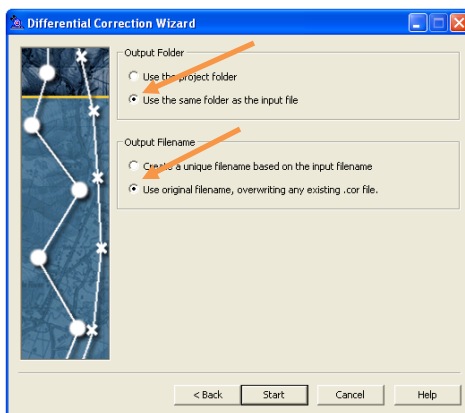 Differential Correction Wizard
Output Folder
Use the project folder
Use the same folder as the input file
Output Filename
Create a unique filename based on the input filename
Use original filename, overwriting any existing .cor file.
< Back
Start
Cancel
Help